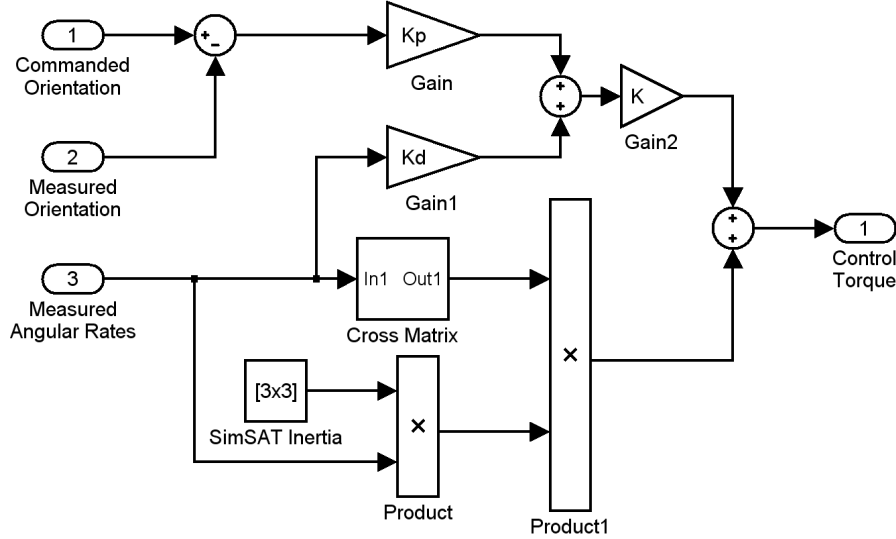 1
Commanded
Orientation
+
-
Kp
Gain
+
+
K
Gain2
2
Measured
Orientation
Kd
Gain1
+
+
1
Control
Torque
3
Measured
Angular Rates
In1 Out1
Cross Matrix
[3x3]
SimSAT Inertia
×
Product
×
Product1